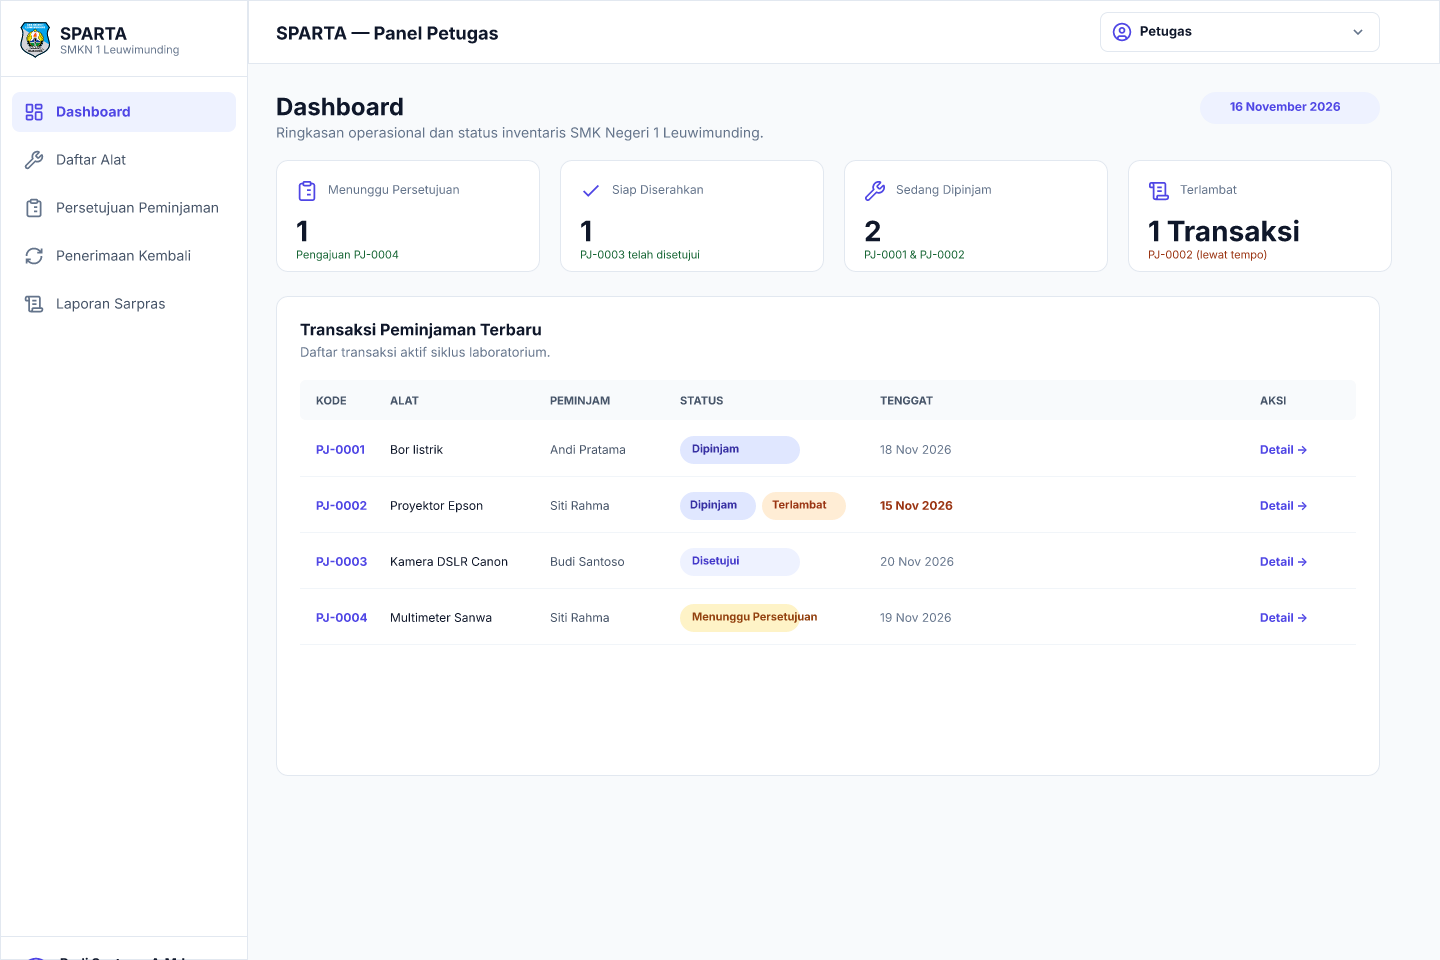 SPARTA
SMKN 1 Leuwimunding
Dashboard
Daftar Alat
Persetujuan Peminjaman
Penerimaan Kembali
Laporan Sarpras
SPARTA — Panel Petugas
Petugas
Dashboard
Ringkasan operasional dan status inventaris SMK Negeri 1 Leuwimunding.
16 November 2026
Menunggu Persetujuan
1
Pengajuan PJ-0004
Siap Diserahkan
1
PJ-0003 telah disetujui
Sedang Dipinjam
2
PJ-0001 & PJ-0002
Terlambat
1 Transaksi
PJ-0002 (lewat tempo)
Transaksi Peminjaman Terbaru
Daftar transaksi aktif siklus laboratorium.
KODE ALAT PEMINJAM STATUS TENGGAT AKSI
PJ-0001 Bor listrik Andi Pratama Dipinjam 18 Nov 2026 Detail →
PJ-0002 Proyektor Epson Siti Rahma Dipinjam Terlambat 15 Nov 2026 Detail →
PJ-0003 Kamera DSLR Canon Budi Santoso Disetujui 20 Nov 2026 Detail →
PJ-0004 Multimeter Sanwa Siti Rahma Menunggu Persetujuan 19 Nov 2026 Detail →